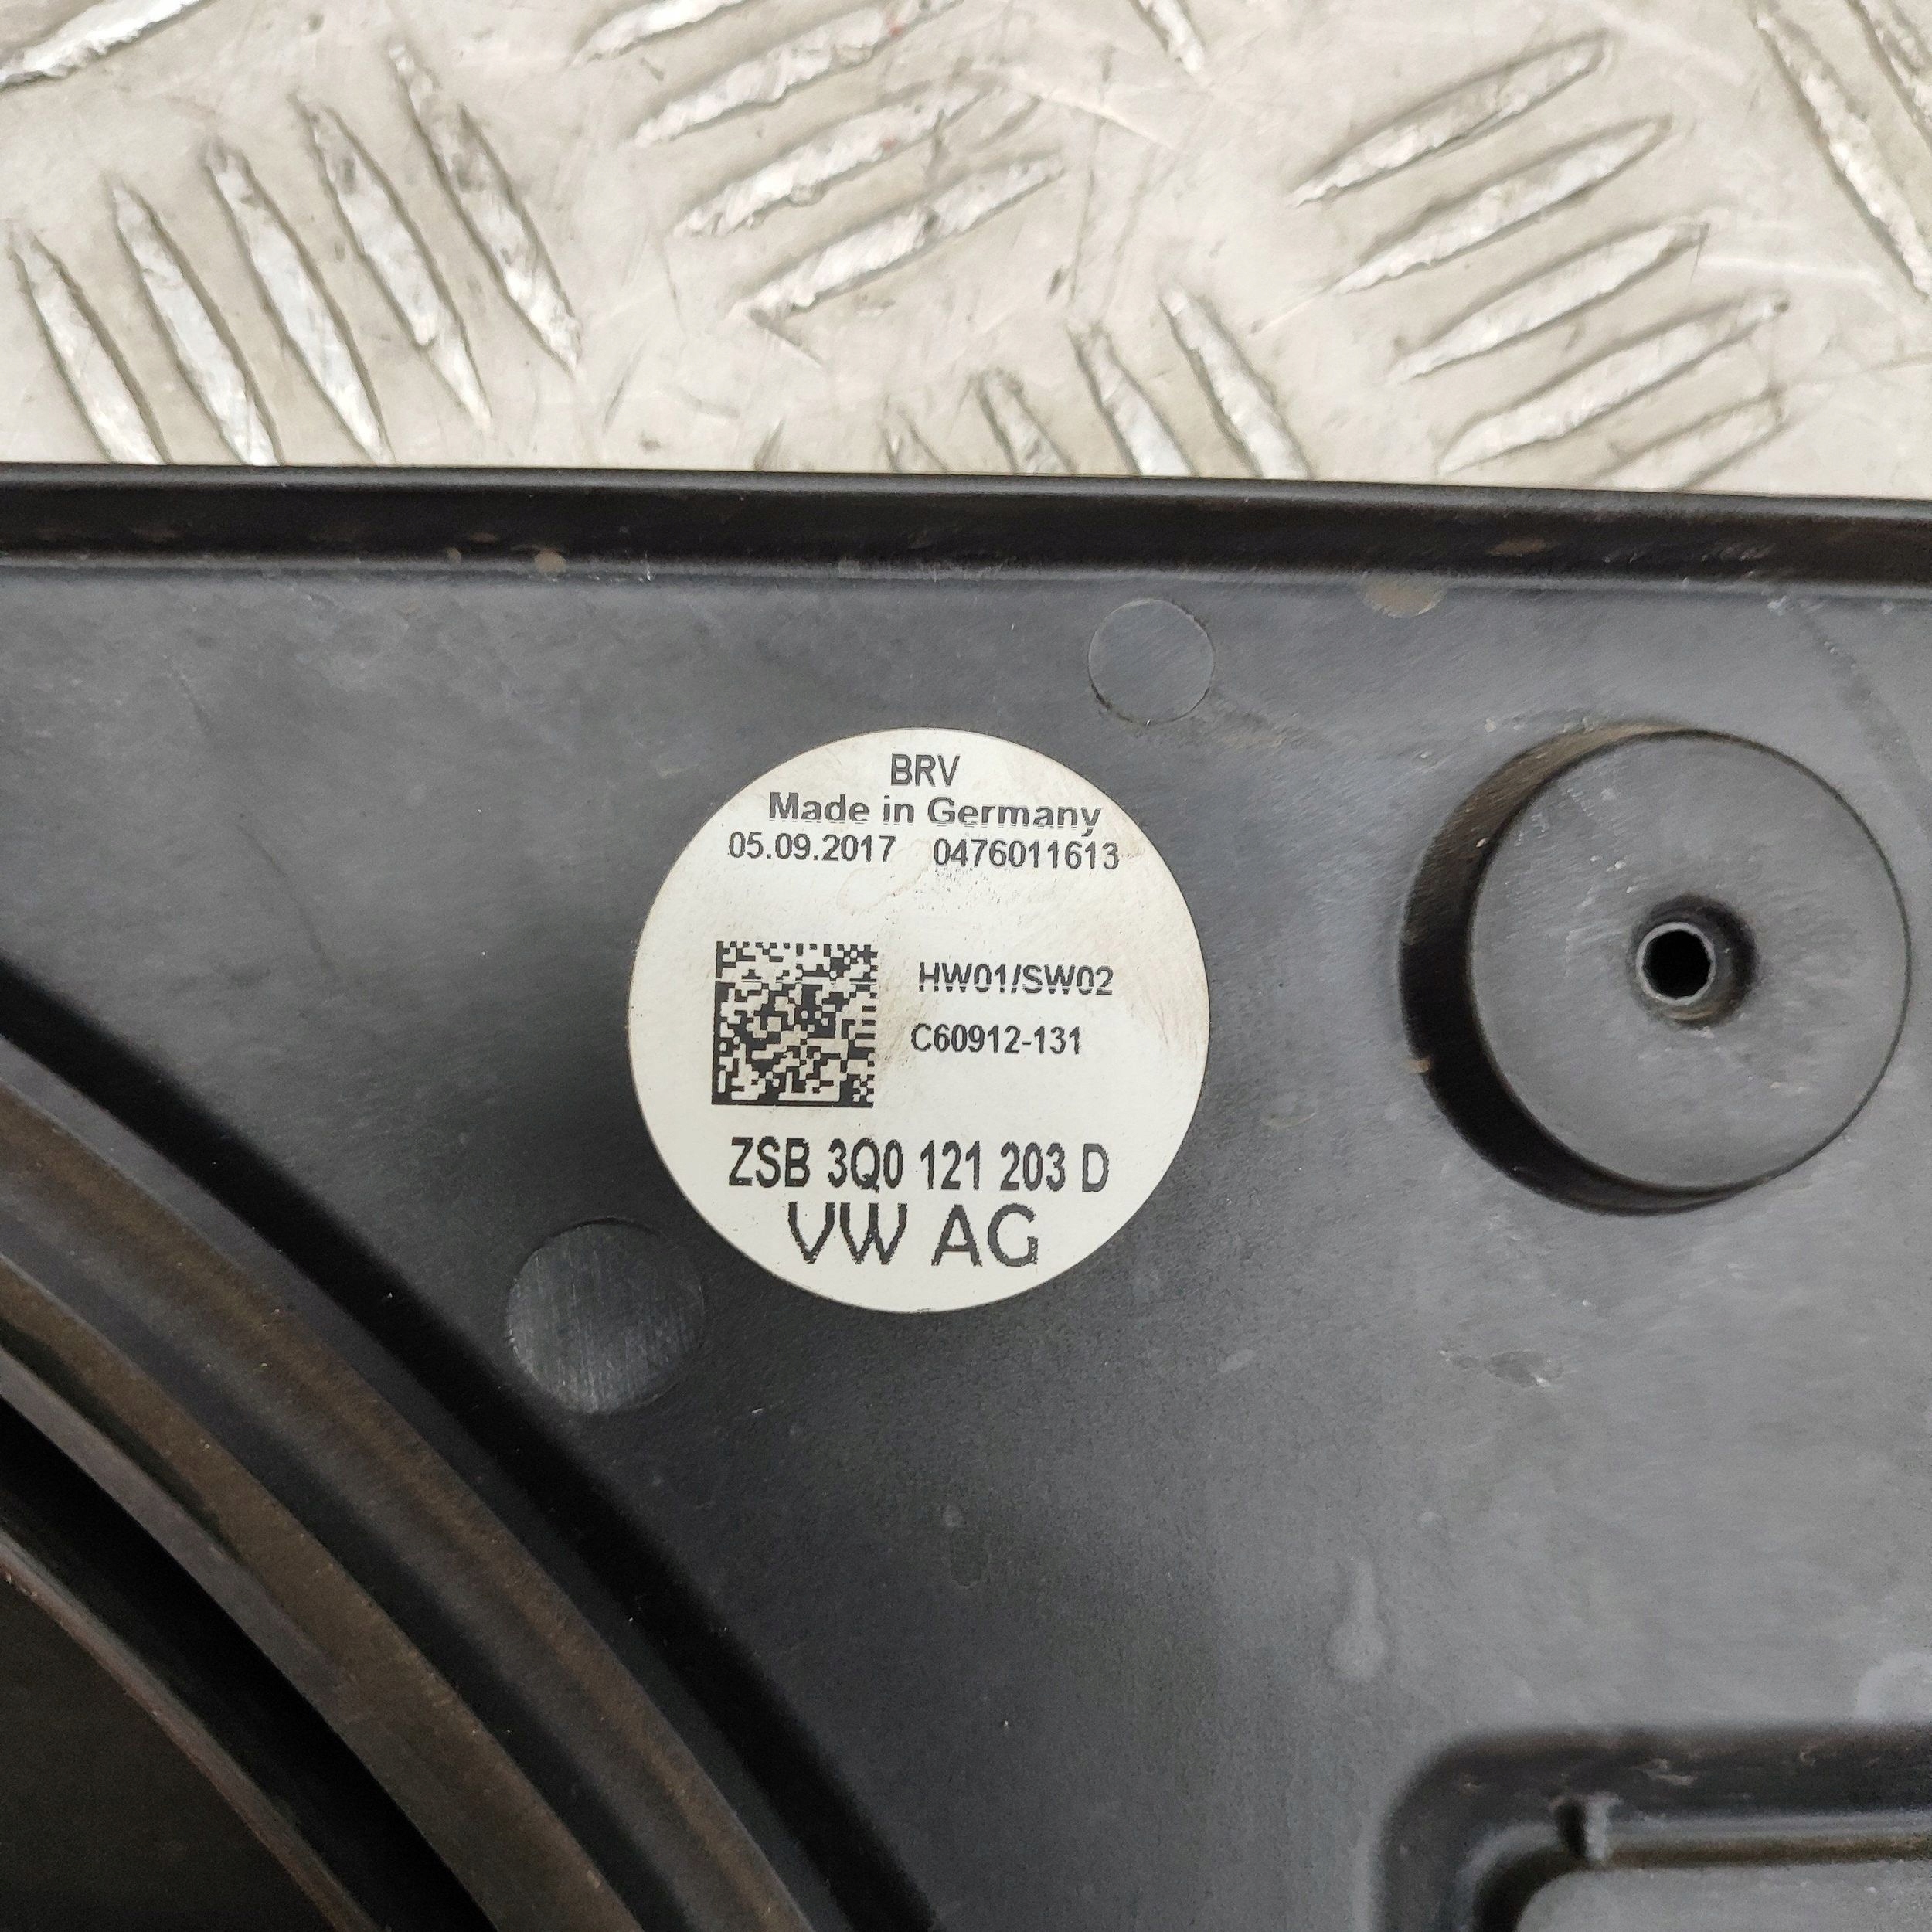 BRV
Made in Germany
05.09.2017 0476011613
HW01/SW02
C60912-131
ZSB 3Q0 121 203 D
VW AG